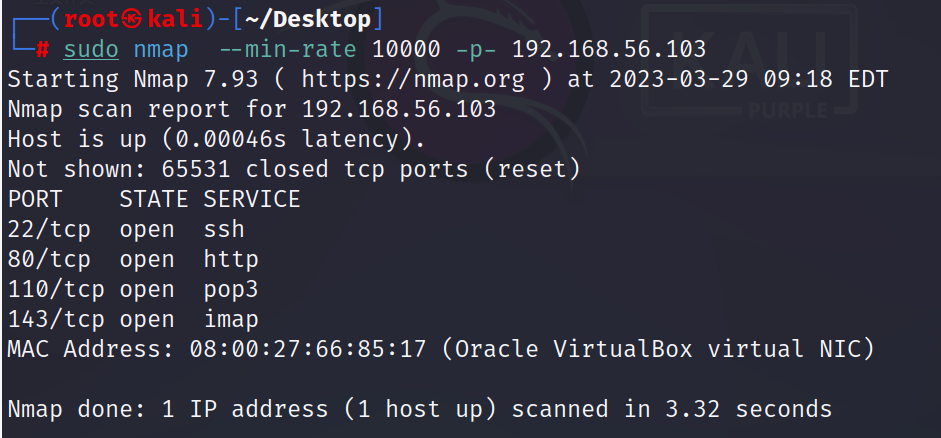 ┌──(root㉿kali)-[~/Desktop]
└─# sudo nmap  --min-rate 10000 -p- 192.168.56.103
Starting Nmap 7.93 ( https://nmap.org ) at 2023-03-29 09:18 EDT
Nmap scan report for 192.168.56.103
Host is up (0.00046s latency).
Not shown: 65531 closed tcp ports (reset)
PORT    STATE SERVICE
22/tcp  open  ssh
80/tcp  open  http
110/tcp open  pop3
143/tcp open  imap
MAC Address: 08:00:27:66:85:17 (Oracle VirtualBox virtual NIC)
Nmap done: 1 IP address (1 host up) scanned in 3.32 seconds
KALI
PURPLE